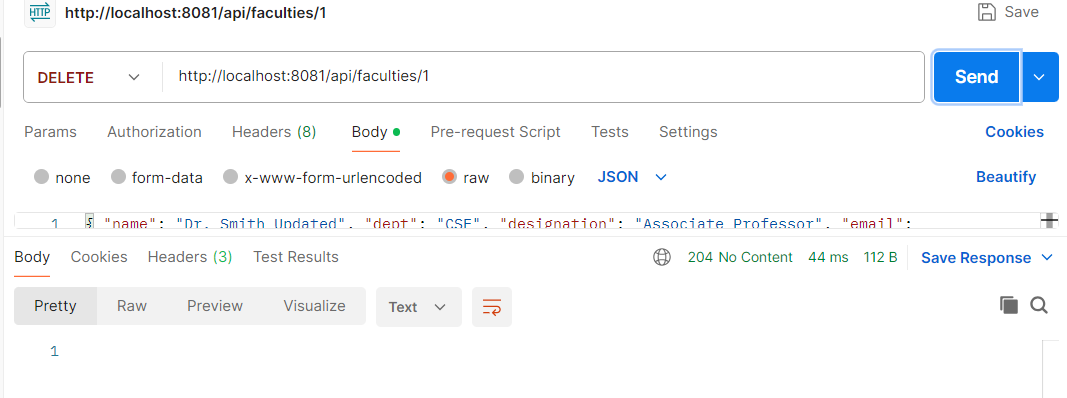 HTTP http://localhost:8081/api/faculties/1 Save
DELETE http://localhost:8081/api/faculties/1 Send
Params Authorization Headers (8) Body Pre-request Script Tests Settings Cookies
none form-data x-www-form-urlencoded raw binary JSON Beautify
1 { "name": "Dr. Smith Updated", "dept": "CSE", "designation": "Associate Professor", "email":
Body Cookies Headers (3) Test Results 204 No Content 44 ms 112 B Save Response
Pretty Raw Preview Visualize Text
1